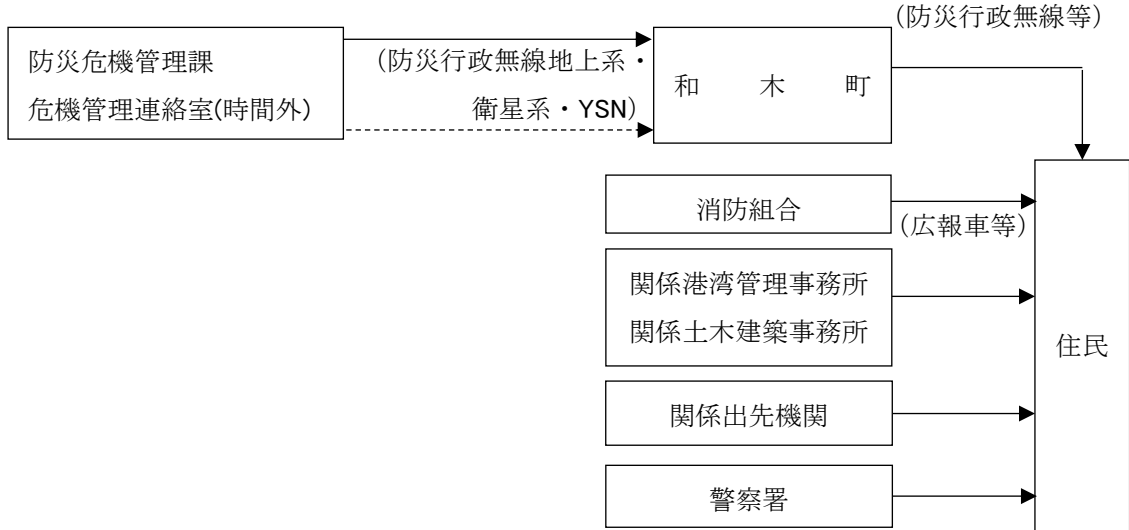 (防災行政無線等)
防災危機管理課
危機管理連絡室(時間外)
(防災行政無線地上系・
衛星系・YSN)
和 木 町
消防組合
(広報車等)
関係港湾管理事務所
関係土木建築事務所
住民
関係出先機関
警察署